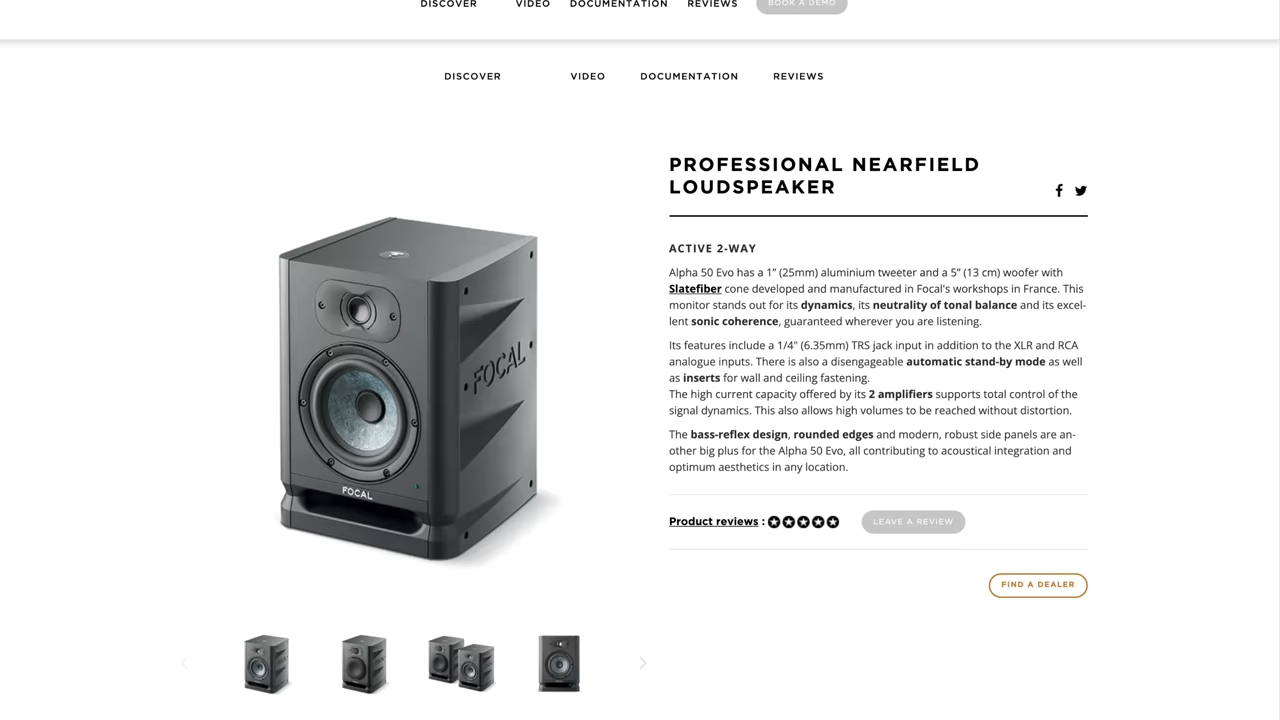 DISCOVER VIDEO DOCUMENTATION REVIEWS BOOK A DEMO
DISCOVER VIDEO DOCUMENTATION REVIEWS
PROFESSIONAL NEARFIELD
LOUDSPEAKER
ACTIVE 2-WAY
Alpha 50 Evo has a 1” (25mm) aluminium tweeter and a 5” (13 cm) woofer with
Slatefiber cone developed and manufactured in Focal's workshops in France. This
monitor stands out for its dynamics, its neutrality of tonal balance and its excel-
lent sonic coherence, guaranteed wherever you are listening.
Its features include a 1/4" (6.35mm) TRS jack input in addition to the XLR and RCA
analogue inputs. There is also a disengageable automatic stand-by mode as well
as inserts for wall and ceiling fastening.
The high current capacity offered by its 2 amplifiers supports total control of the
signal dynamics. This also allows high volumes to be reached without distortion.
The bass-reflex design, rounded edges and modern, robust side panels are an-
other big plus for the Alpha 50 Evo, all contributing to acoustical integration and
optimum aesthetics in any location.
Product reviews : LEAVE A REVIEW
FIND A DEALER
FOCAL
FOCAL